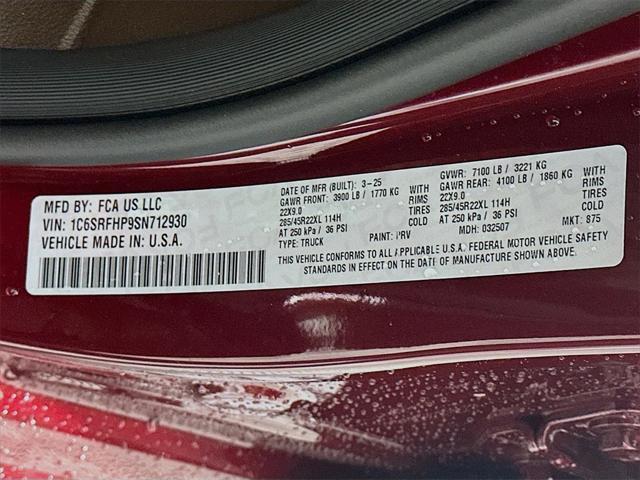 MFD BY: FCA US LLC
VIN: 1C6SRFHP9SN712930
VEHICLE MADE IN: U.S.A.
DATE OF MFR (BUILT): 3-25
GAWR FRONT: 3900 LB / 1770 KG WITH
22X9.0 RIMS
285/45R22XL 114H TIRES
AT 250 kPa / 36 PSI COLD
TYPE: TRUCK PAINT: PRV
GVWR: 7100 LB / 3221 KG
GAWR REAR: 4100 LB / 1860 KG WITH
22X9.0 RIMS
285/45R22XL 114H TIRES
AT 250 kPa / 36 PSI COLD
MDH: 032507 MKT: 875
THIS VEHICLE CONFORMS TO ALL APPLICABLE U.S.A. FEDERAL MOTOR VEHICLE SAFETY
STANDARDS IN EFFECT ON THE DATE OF MANUFACTURE SHOWN ABOVE.